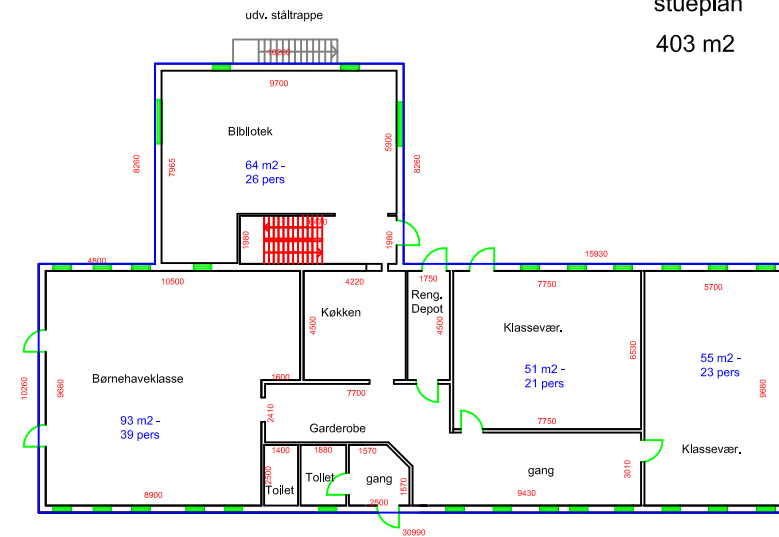 stueplan
403 m2
udv. ståltrappe
10260
9700
Bibliotek
5900
8260
7965
64 m2 -
26 pers
8260
6470
1980
1960
4800
15930
10500
4220
1750
7750
5700
Reng.
Depot
Køkken
4500
4500
Klassevær.
6530
55 m2 -
23 pers
51 m2 -
21 pers
Børnehaveklasse
1600
10260
9680
9680
7700
2410
93 m2 -
39 pers
Garderobe
7750
Klassevær.
1400
1880
1570
gang
3010
2500
Toilet
Toilet
gang
1570
8900
2500
9430
30990